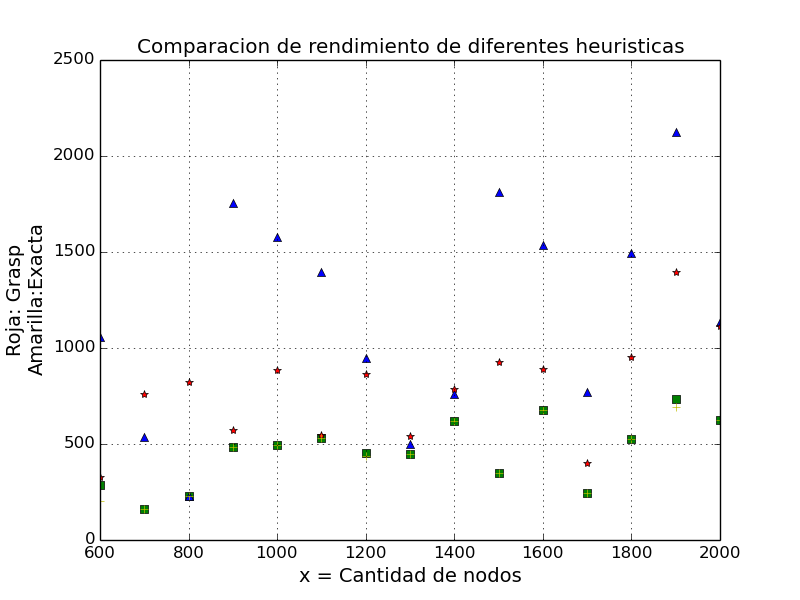 Comparacion de rendimiento de diferentes heuristicas
2500
2000
1500
1000
500
0
Roja: Grasp
Amarilla:Exacta
600 800 1000 1200 1400 1600 1800 2000
x = Cantidad de nodos